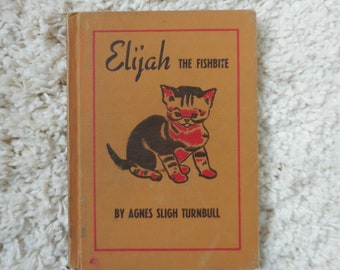 Elijah THE FISHBITE
BY AGNES SLIGH TURNBULL